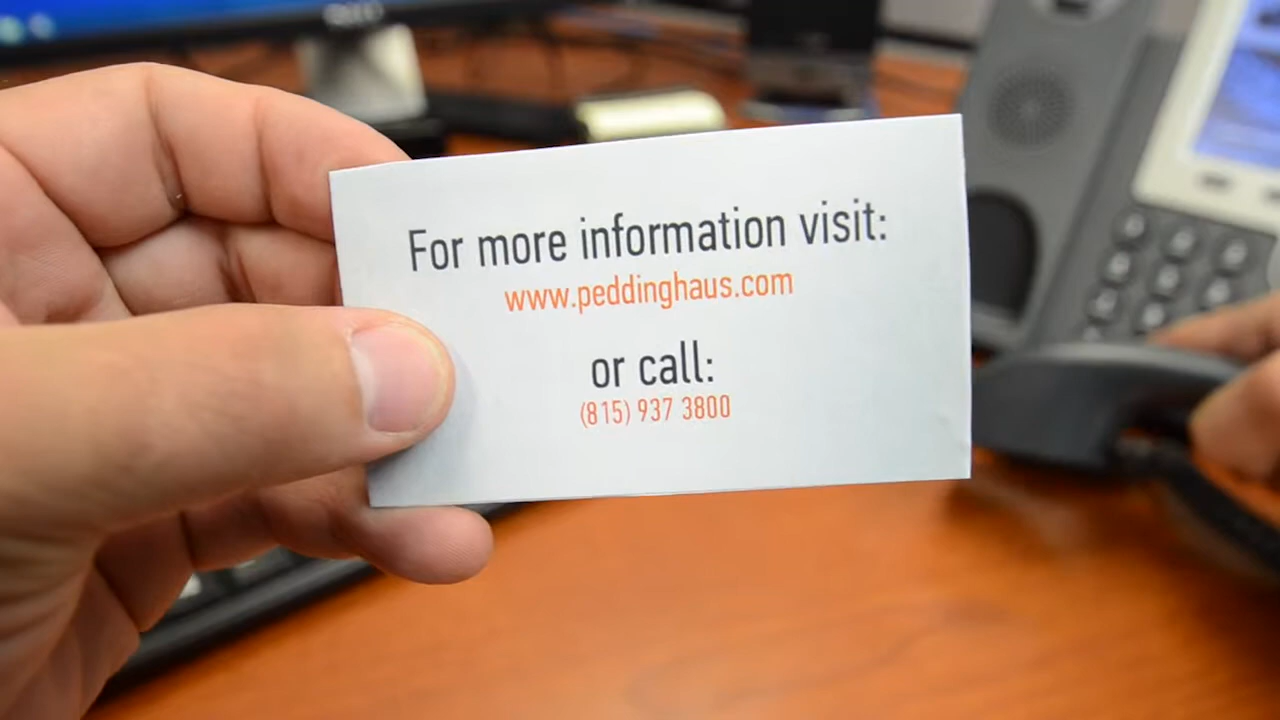 For more information visit:
www.peddinghaus.com
or call:
(815) 937 3800